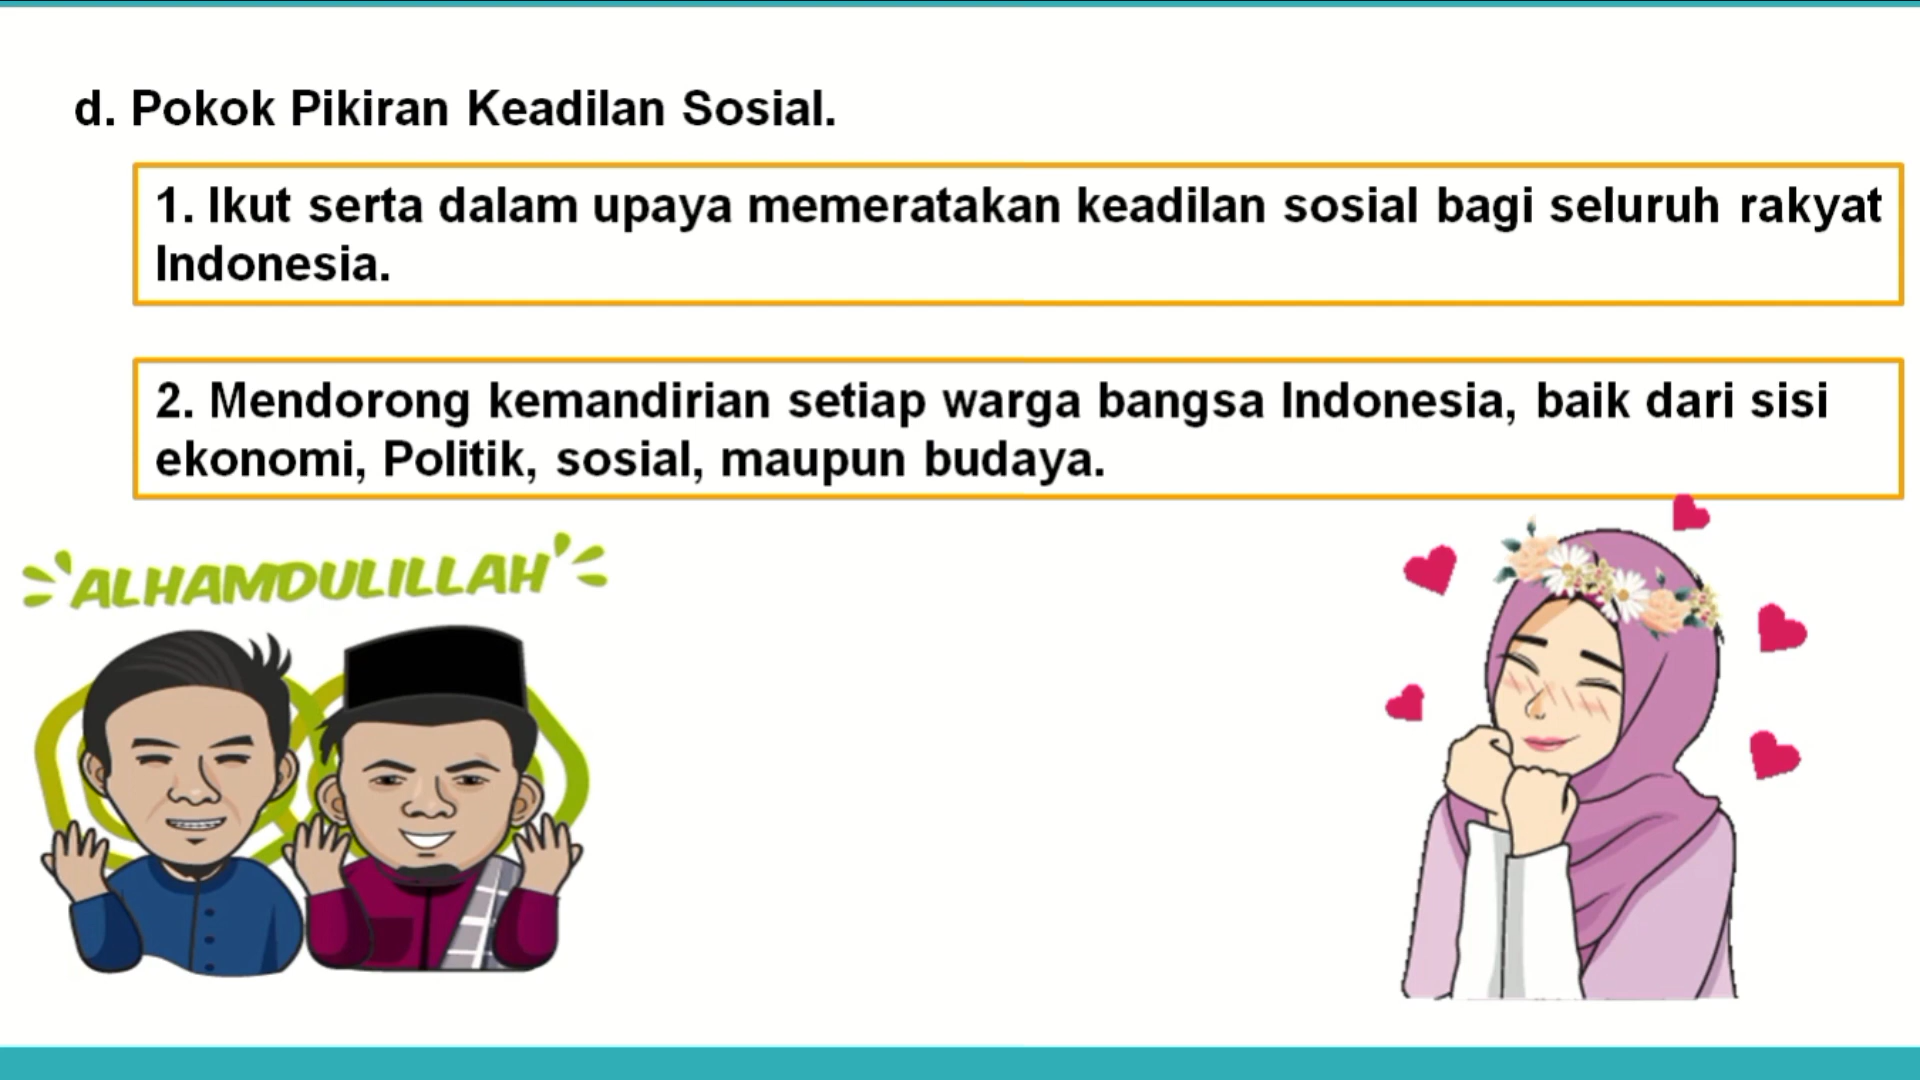 d. Pokok Pikiran Keadilan Sosial.
1. Ikut serta dalam upaya memeratakan keadilan sosial bagi seluruh rakyat
Indonesia.
2. Mendorong kemandirian setiap warga bangsa Indonesia, baik dari sisi
ekonomi, Politik, sosial, maupun budaya.
ALHAMDULILLAH